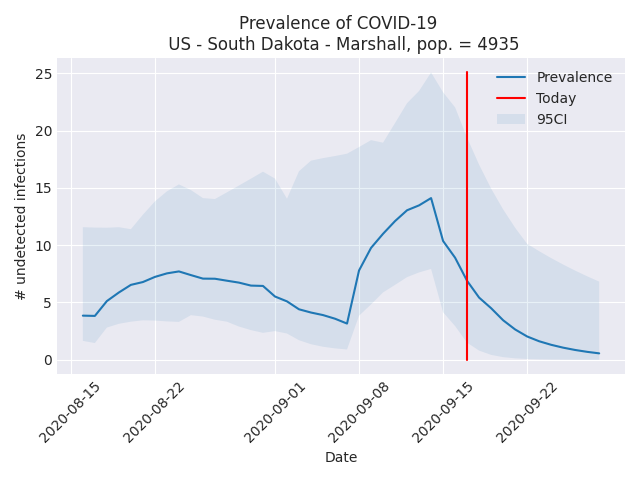 Prevalence of COVID-19
US - South Dakota - Marshall, pop. = 4935
# undetected infections
25
20
15
10
5
0
Prevalence
Today
95CI
2020-08-15
2020-08-22
2020-09-01
2020-09-08
2020-09-15
2020-09-22
Date